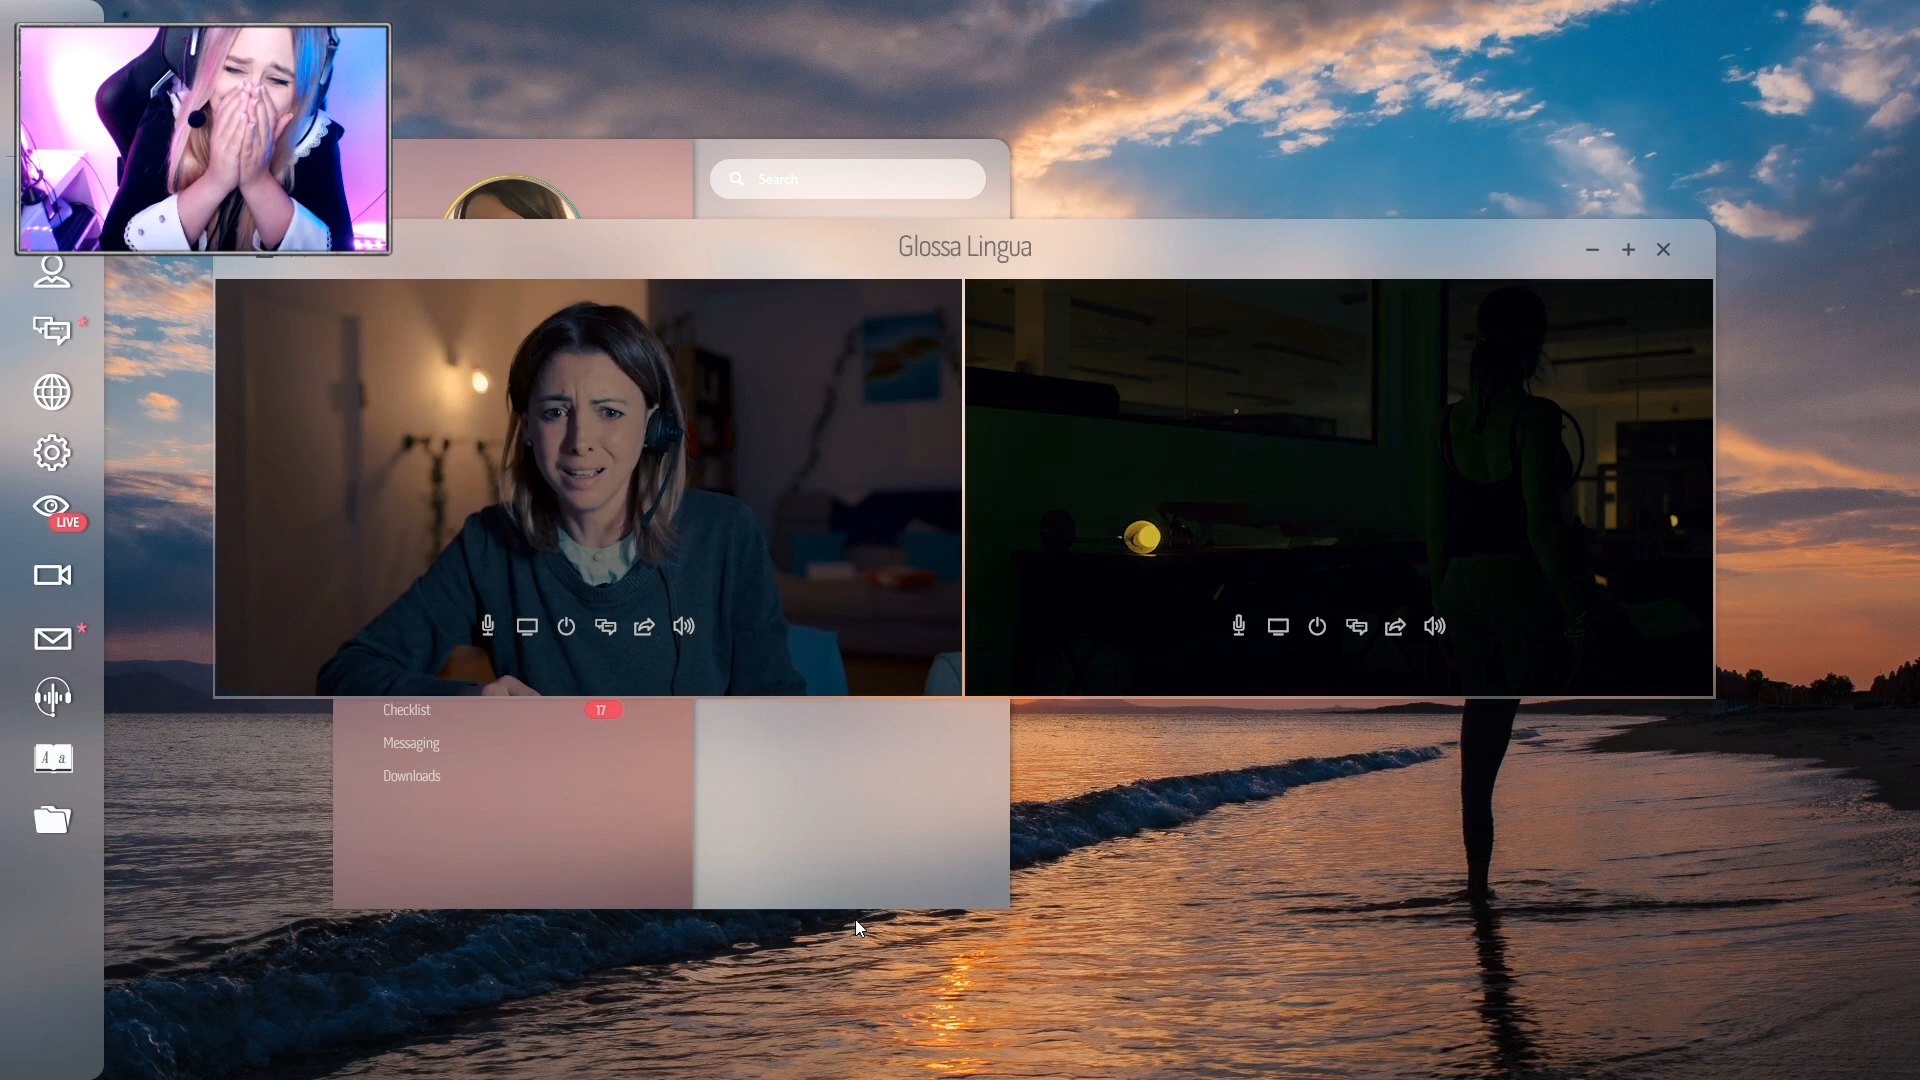 Search
Glossa Lingua
LIVE
A a
Checklist
17
Messaging
Downloads